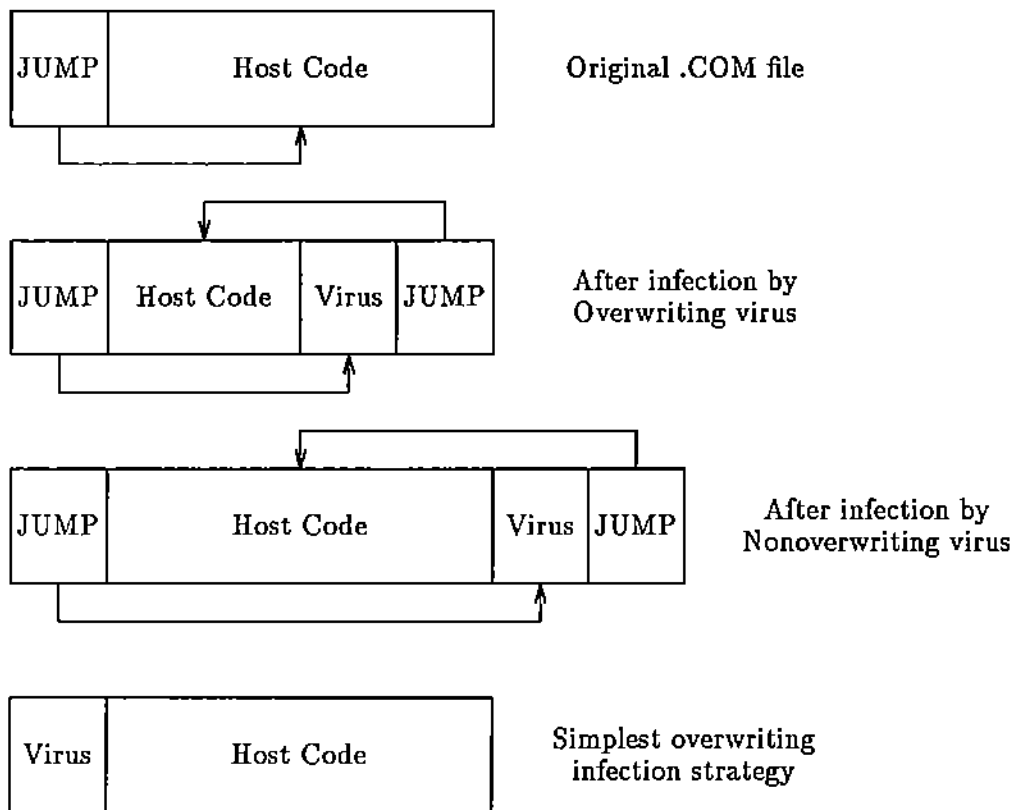 JUMP Host Code Original .COM file
JUMP Host Code Virus JUMP
After infection by
Overwriting virus
JUMP Host Code Virus JUMP
After infection by
Nonoverwriting virus
Virus Host Code
Simplest overwriting
infection strategy